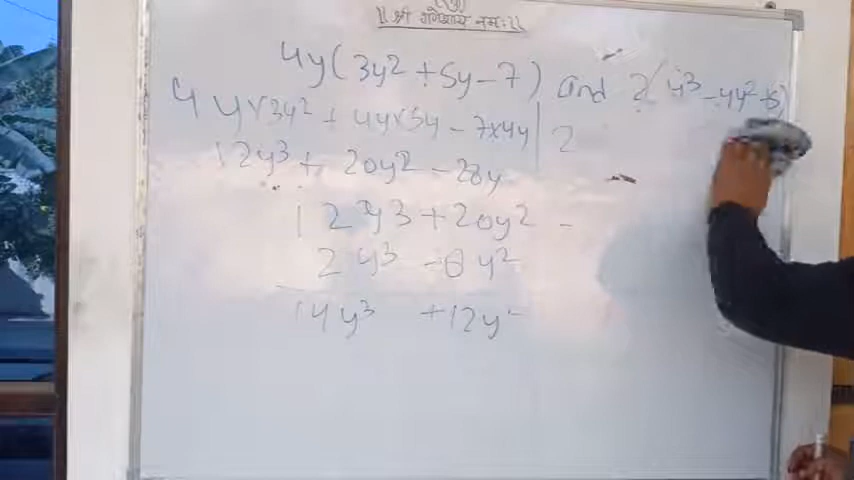 ॥ श्री गणेशाय नमः ॥
4y(3y² + 5y - 7) and 2(y³ - 4y² + 5)
4y×3y² + 4y×5y - 7×4y | 2
12y³ + 20y² - 28y
12y³ + 20y² -
2y³ - 8y²
14y³ + 12y²